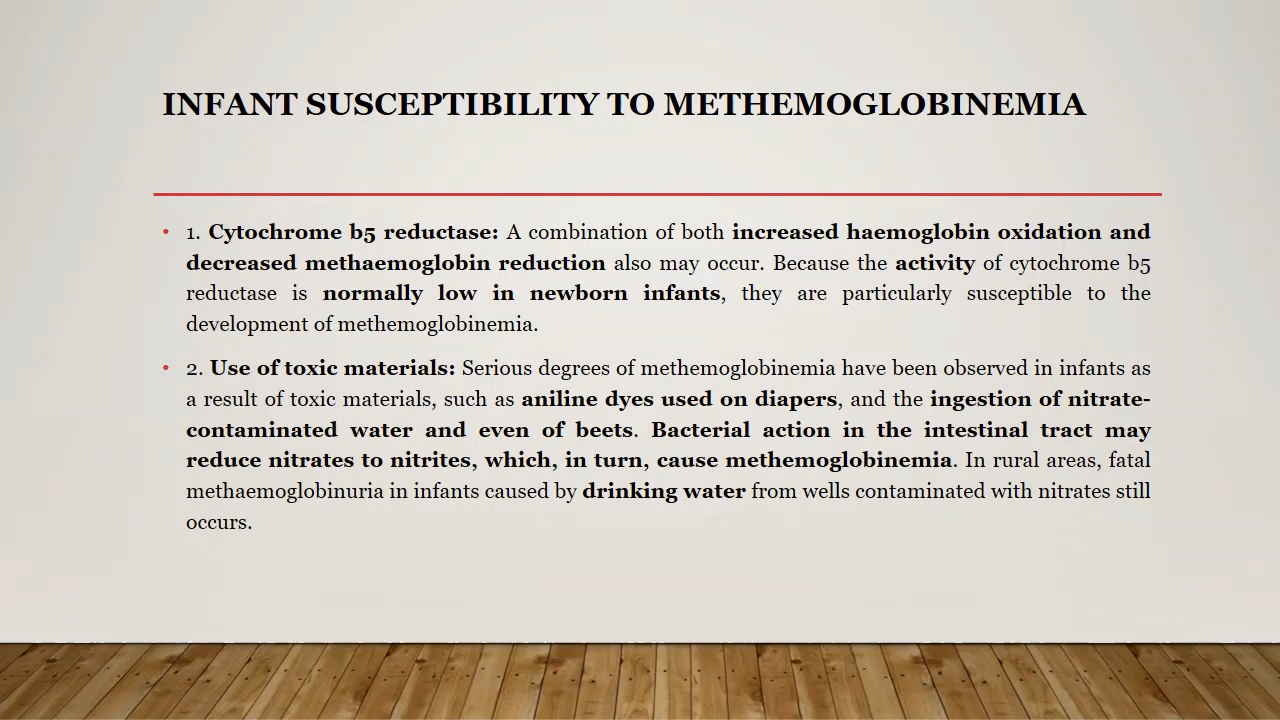 INFANT SUSCEPTIBILITY TO METHEMOGLOBINEMIA
• 1. Cytochrome b5 reductase: A combination of both increased haemoglobin oxidation and
decreased methaemoglobin reduction also may occur. Because the activity of cytochrome b5
reductase is normally low in newborn infants, they are particularly susceptible to the
development of methemoglobinemia.
• 2. Use of toxic materials: Serious degrees of methemoglobinemia have been observed in infants as
a result of toxic materials, such as aniline dyes used on diapers, and the ingestion of nitrate-
contaminated water and even of beets. Bacterial action in the intestinal tract may
reduce nitrates to nitrites, which, in turn, cause methemoglobinemia. In rural areas, fatal
methaemoglobinuria in infants caused by drinking water from wells contaminated with nitrates still
occurs.